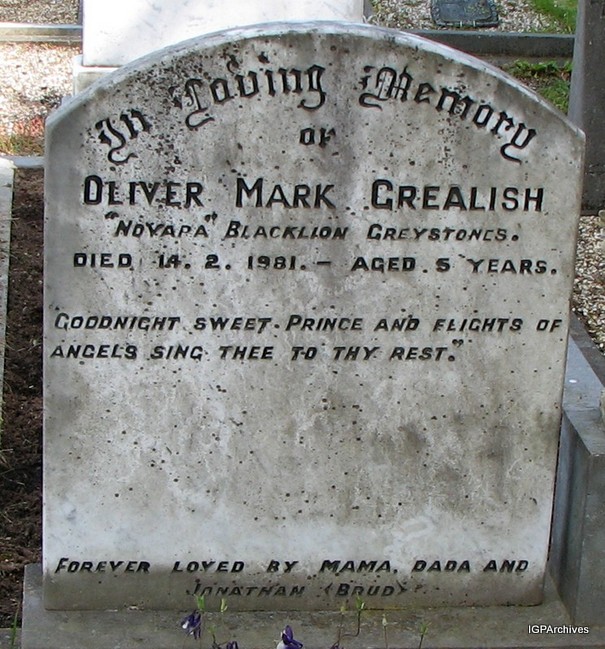 In Loving Memory
OF
OLIVER MARK GREALISH
"NOVARA" BLACKLION GREYSTONES.
DIED 14. 2. 1981. – AGED 5 YEARS.
GOODNIGHT SWEET PRINCE AND FLIGHTS OF
ANGELS SING THEE TO THY REST."
FOREVER LOVED BY MAMA, DADA AND
JONATHAN (BRUD)
IGPArchives